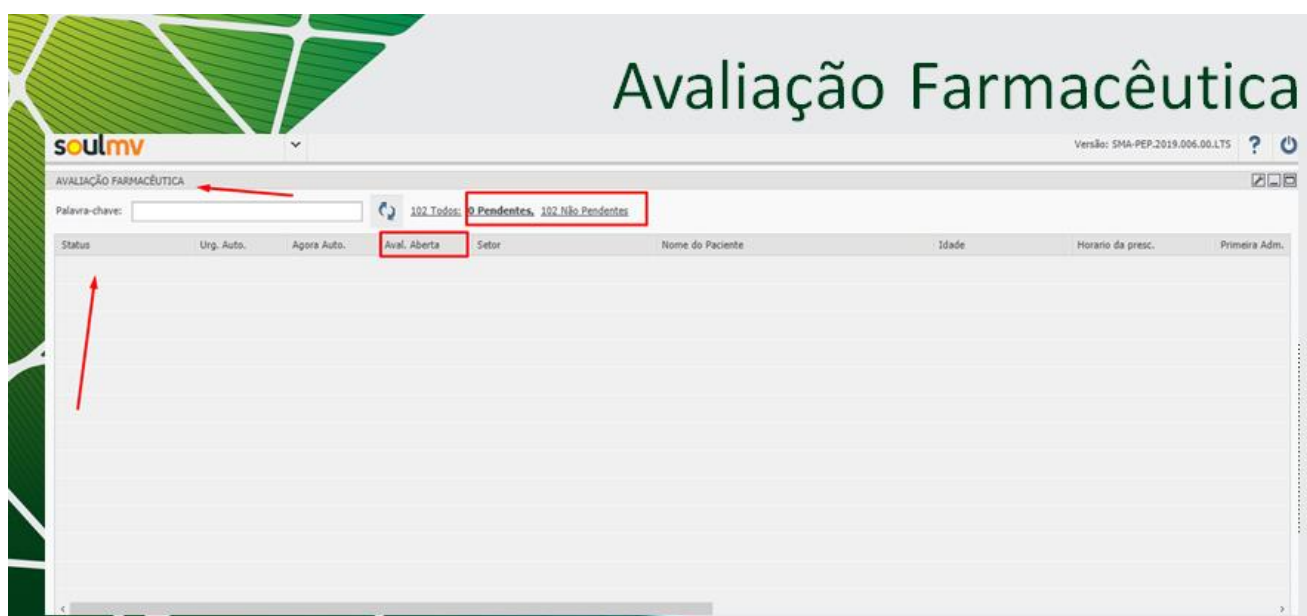 Avaliação Farmacêutica
soulmv
Versão: SMA-PEP.2019.006.00.LTS ?
AVALIAÇÃO FARMACÊUTICA
Palavra-chave: 102 Todos: 0 Pendentes, 102 Não Pendentes
Status Urg. Auto. Agora Auto. Aval. Aberta Setor Nome do Paciente Idade Horario da presc. Primeira Adm.